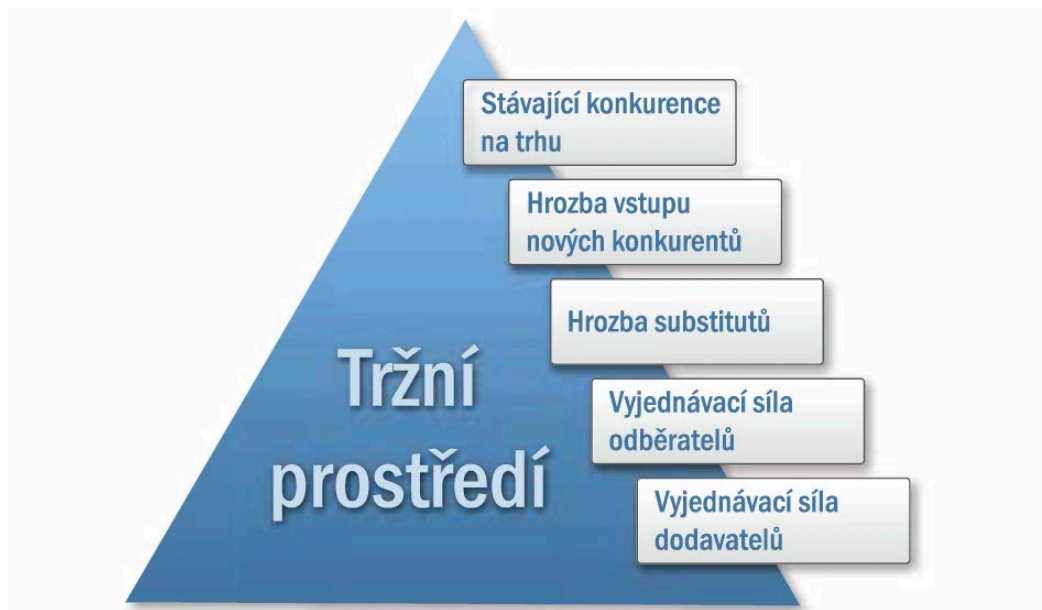 Stávající konkurence
na trhu
Hrozba vstupu
nových konkurentů
Hrozba substitutů
Tržní
prostředí
Vyjednávací síla
odběratelů
Vyjednávací síla
dodavatelů